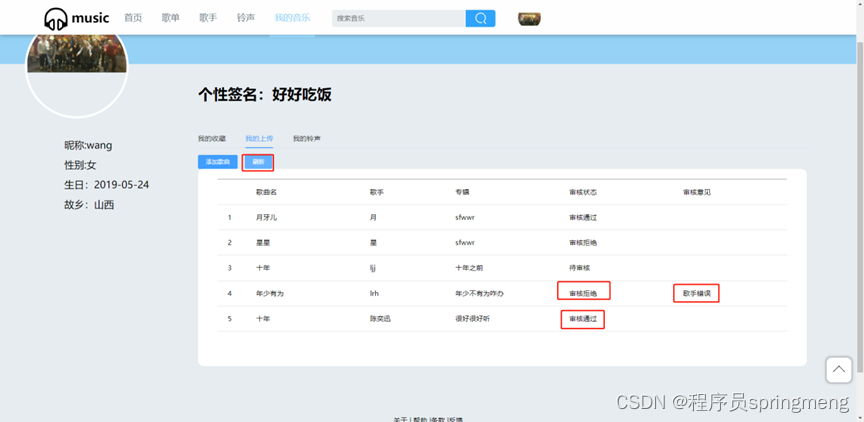 music 首页 歌单 歌手 铃声 我的音乐 搜索音乐
个性签名：好好吃饭
昵称:wang
性别:女
生日：2019-05-24
故乡：山西
我的收藏 我的上传 我的铃声
添加歌曲 刷新
歌曲名 歌手 专辑 审核状态 审核意见
1 月牙儿 月 sfwwr 审核通过
2 星星 星 sfwwr 审核拒绝
3 十年 ljj 十年之前 待审核
4 年少有为 lrh 年少不有为咋办 审核拒绝 歌手错误
5 十年 陈奕迅 很好很好听 审核通过
关于 | 帮助 |条款 |反馈
CSDN @程序员springmeng